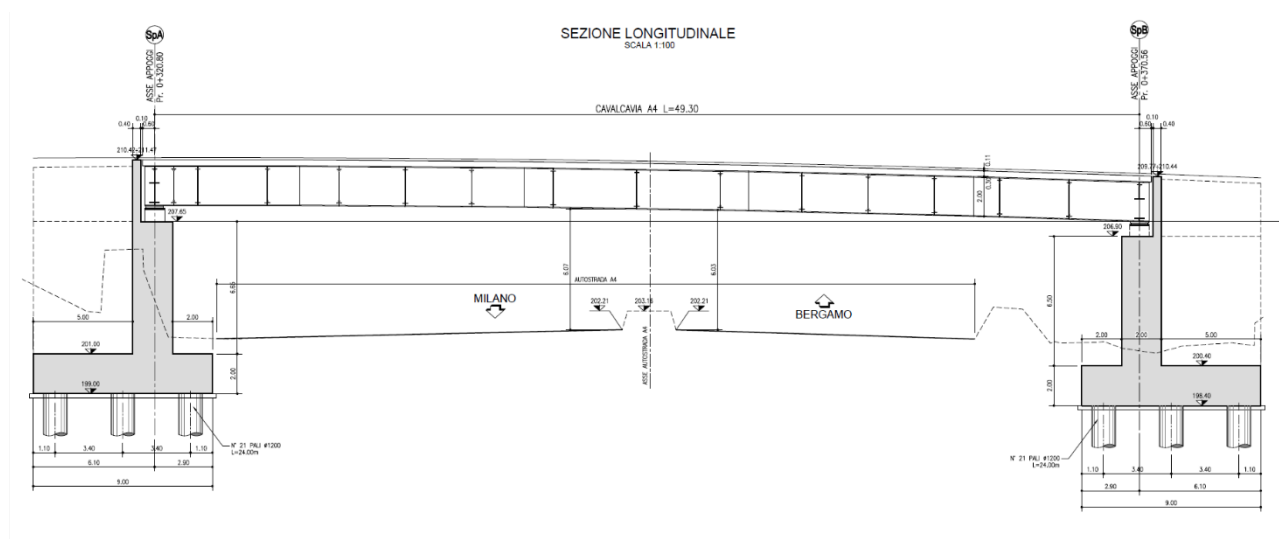 SEZIONE LONGITUDINALE
SCALA 1:100
SpA
ASSE APPOGGI
Pr. 0+320.80
SpB
ASSE APPOGGI
Pr. 0+370.56
CAVALCAVIA A4 L=49.30
0.10
0.40
0.60
0.10
0.60
0.40
210.42÷211.47
209.77÷210.44
0.11
0.30
2.00
207.65
206.90
6.65
6.07
6.03
6.50
AUTOSTRADA A4
MILANO
BERGAMO
202.21
203.14
202.21
ASSE AUTOSTRADA A4
5.00
2.00
2.00
2.00
5.00
201.00
200.40
2.00
2.00
199.00
198.40
N° 21 PALI ø1200
L=24.00m
N° 21 PALI ø1200
L=24.00m
1.10
3.40
3.40
1.10
6.10
2.90
9.00
1.10
3.40
3.40
1.10
2.90
6.10
9.00